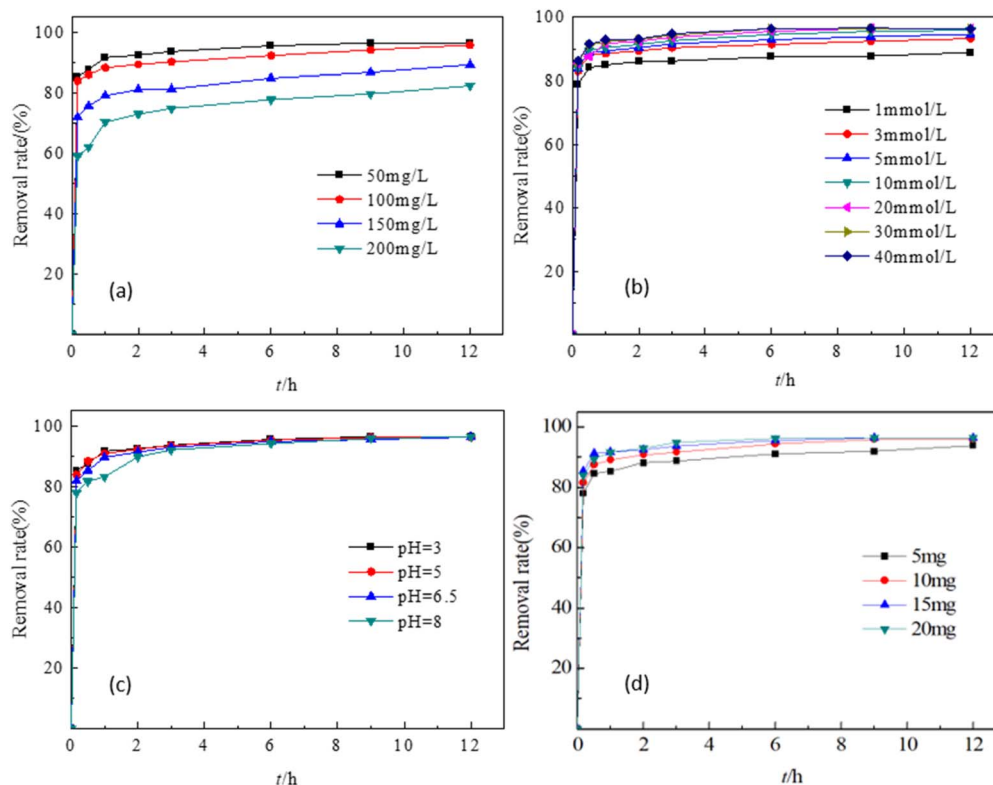 100
80
60
40
20
Removal rate/(%)
50mg/L
100mg/L
150mg/L
200mg/L
(a)
0 2 4 6 8 10 12
t/h
100
80
60
40
20
Removal rate(%)
1mmol/L
3mmol/L
5mmol/L
10mmol/L
20mmol/L
30mmol/L
40mmol/L
(b)
0 2 4 6 8 10 12
t/h
100
80
60
40
20
Removal rate(%)
pH=3
pH=5
pH=6.5
pH=8
(c)
0 2 4 6 8 10 12
t/h
100
80
60
40
20
Removal rate(%)
5mg
10mg
15mg
20mg
(d)
0 2 4 6 8 10 12
t/h